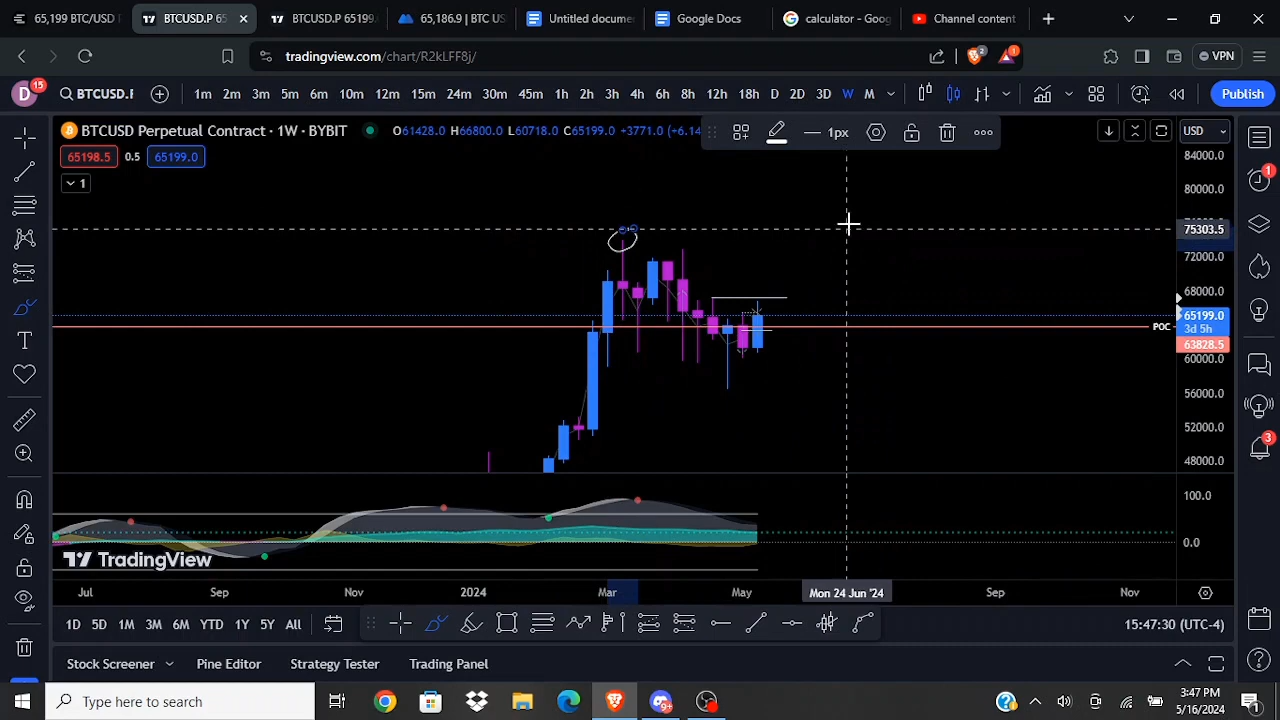 65,199 BTC/USD
BTCUSD.P 65
BTCUSD.P 65199.
65,186.9 | BTC US
Untitled docume
Google Docs
calculator - Goog
Channel content
tradingview.com/chart/R2kLFF8j/
2
1
VPN
D
15
BTCUSD.F
1m 2m 3m 5m 6m 10m 12m 15m 24m 30m 45m 1h 2h 3h 4h 6h 8h 12h 18h D 2D 3D W M
Publish
BTCUSD Perpetual Contract · 1W · BYBIT
O61428.0 H66800.0 L60718.0 C65199.0 +3771.0 (+6.14
1px
USD
65198.5 0.5 65199.0
1
84000.0
80000.0
75303.5
72000.0
68000.0
65199.0
3d 5h
POC
63828.5
60000.0
56000.0
52000.0
48000.0
100.0
0.0
1
3
TradingView
Jul Sep Nov 2024 Mar May Mon 24 Jun '24 Sep Nov
1D 5D 1M 3M 6M YTD 1Y 5Y All
15:47:30 (UTC-4)
Stock Screener
Pine Editor
Strategy Tester
Trading Panel
Type here to search
9+
3:47 PM
5/16/2024
1